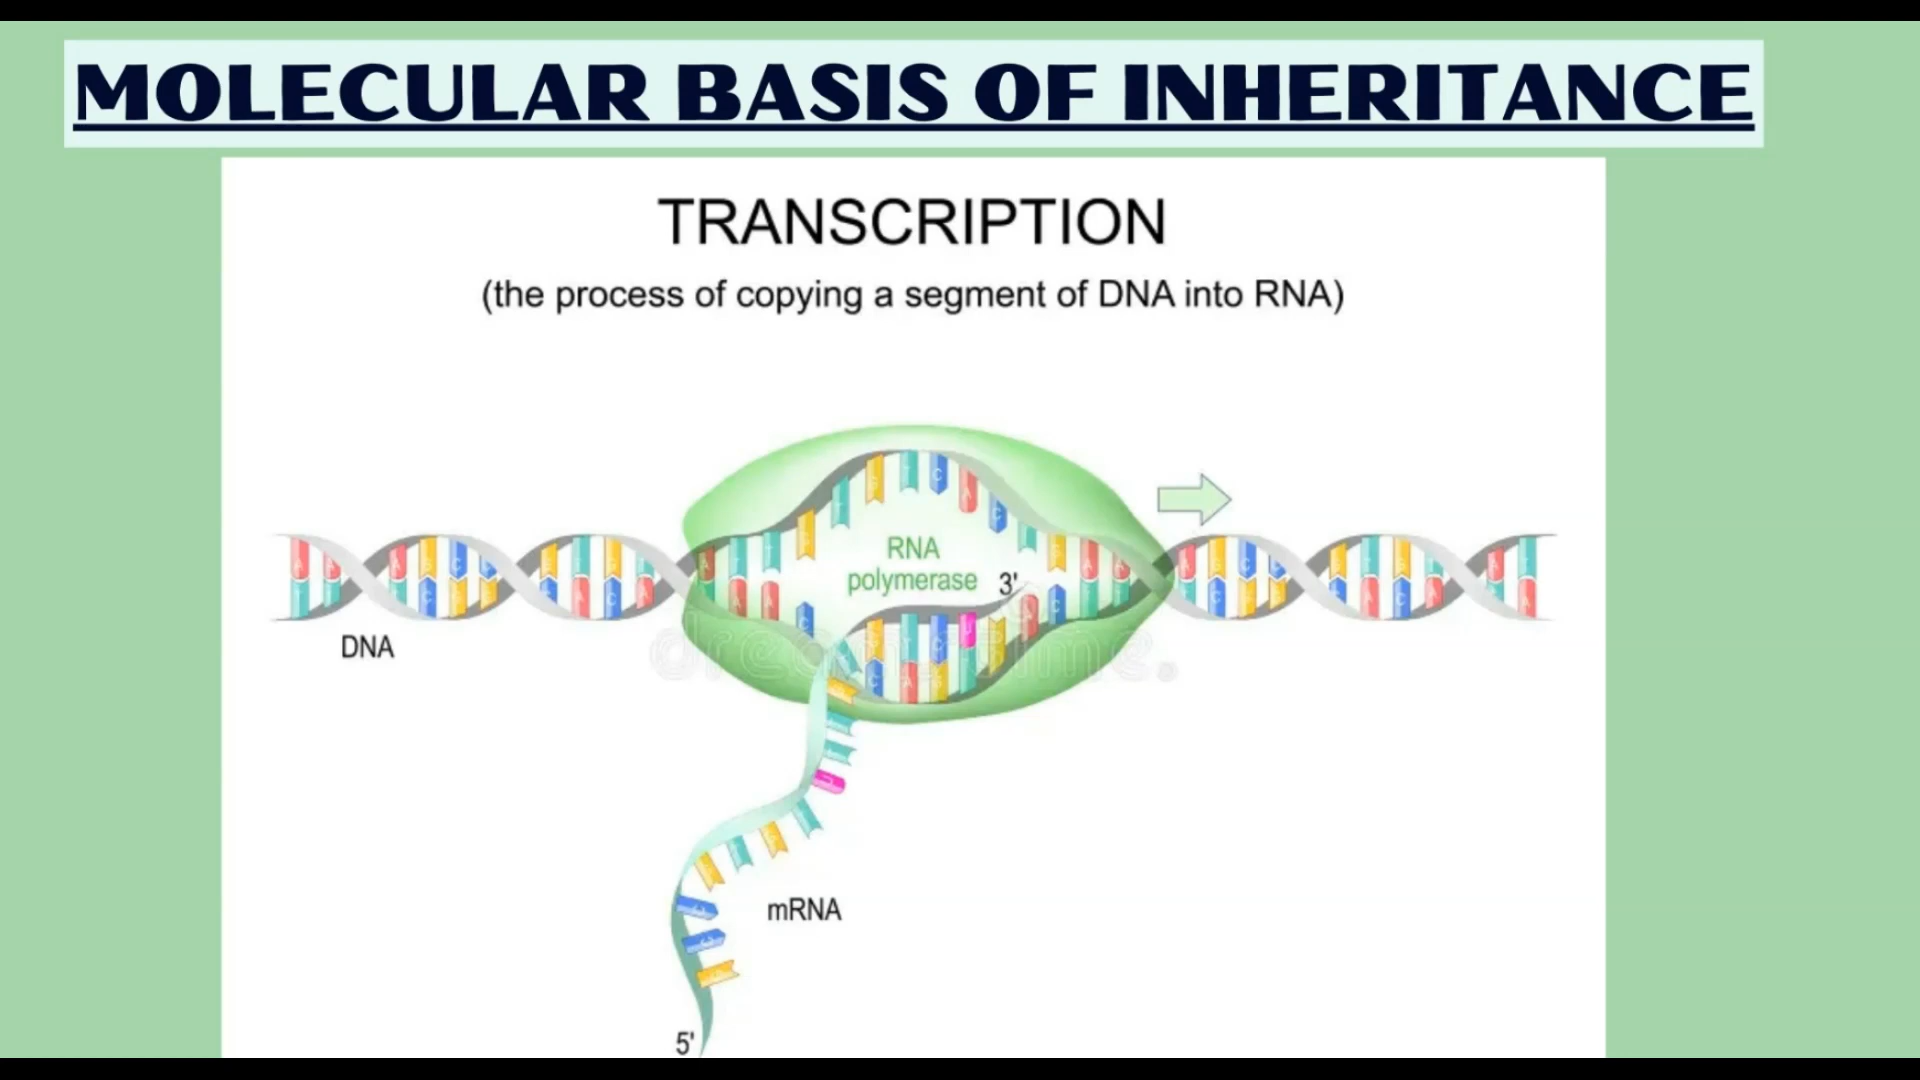 MOLECULAR BASIS OF INHERITANCE
TRANSCRIPTION
(the process of copying a segment of DNA into RNA)
RNA
polymerase
3'
DNA
mRNA
5'